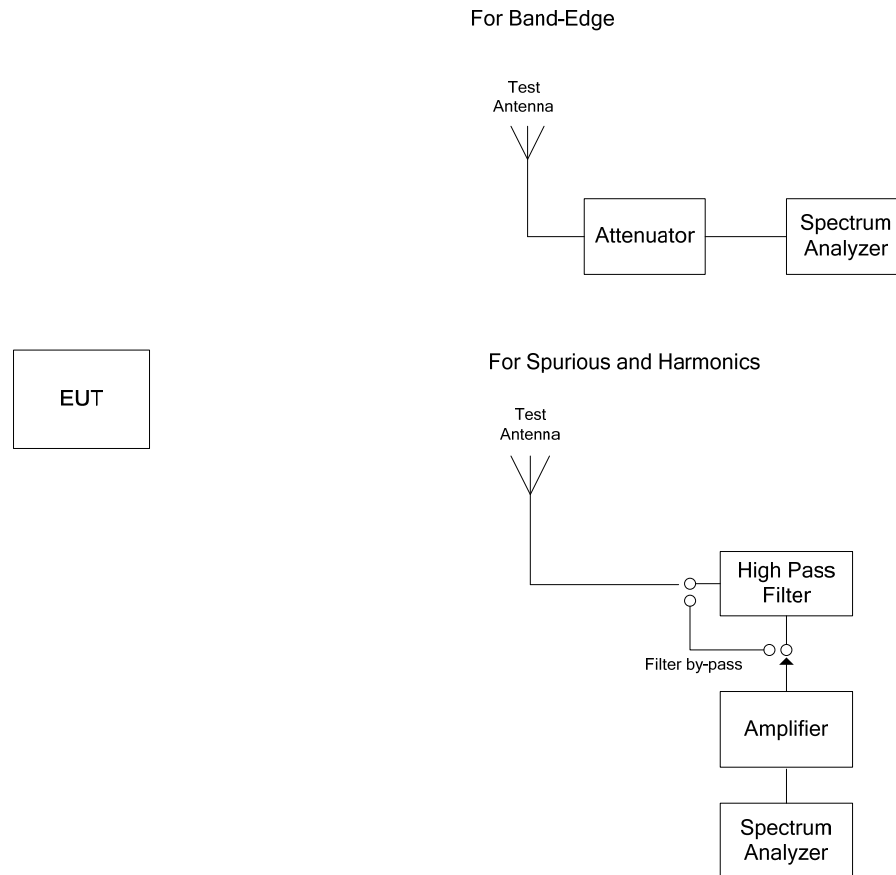 For Band-Edge
Test
Antenna
Attenuator
Spectrum
Analyzer
EUT
For Spurious and Harmonics
Test
Antenna
High Pass
Filter
Filter by-pass
Amplifier
Spectrum
Analyzer